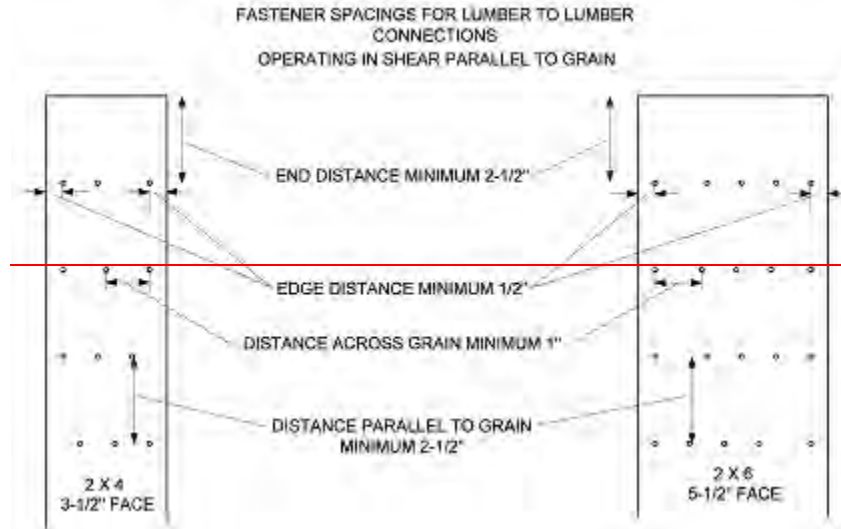 FASTENER SPACINGS FOR LUMBER TO LUMBER
CONNECTIONS
OPERATING IN SHEAR PARALLEL TO GRAIN
END DISTANCE MINIMUM 2-1/2"
EDGE DISTANCE MINIMUM 1/2"
DISTANCE ACROSS GRAIN MINIMUM 1"
DISTANCE PARALLEL TO GRAIN
MINIMUM 2-1/2"
2 X 4
3-1/2" FACE
2 X 6
5-1/2" FACE